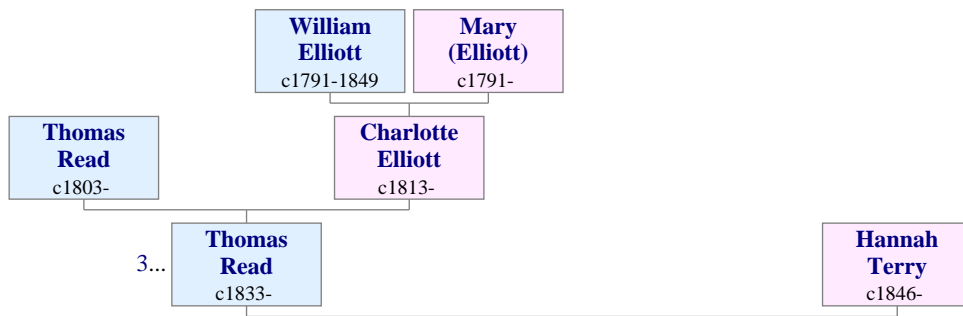 William
Elliott
c1791-1849
Mary
(Elliott)
c1791-
Thomas
Read
c1803-
Charlotte
Elliott
c1813-
3...
Thomas
Read
c1833-
Hannah
Terry
c1846-